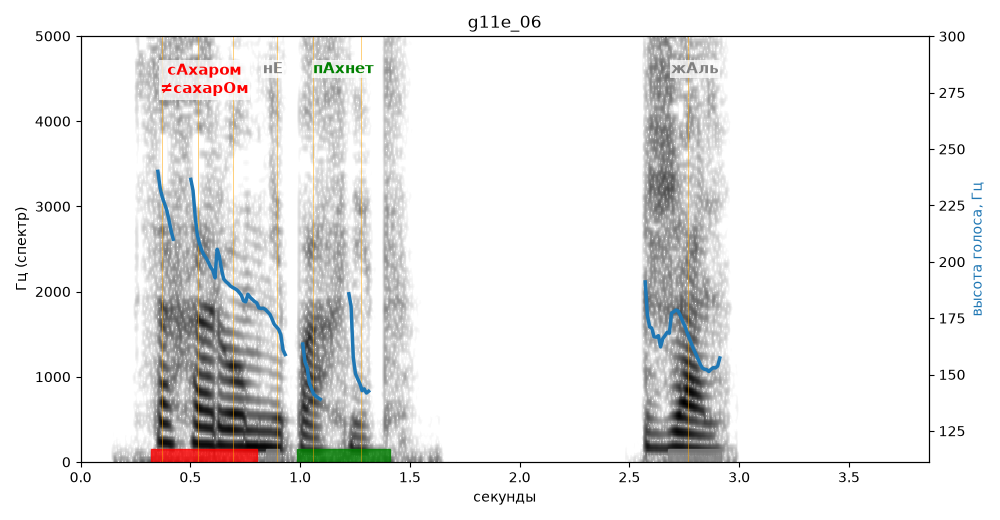 g11e_06
5000
4000
3000
2000
1000
0
Гц (спектр)
сАхаром
≠сахарОм
нЕ
пАхнет
жАль
300
275
250
225
200
175
150
125
высота голоса, Гц
0.0 0.5 1.0 1.5 2.0 2.5 3.0 3.5
секунды